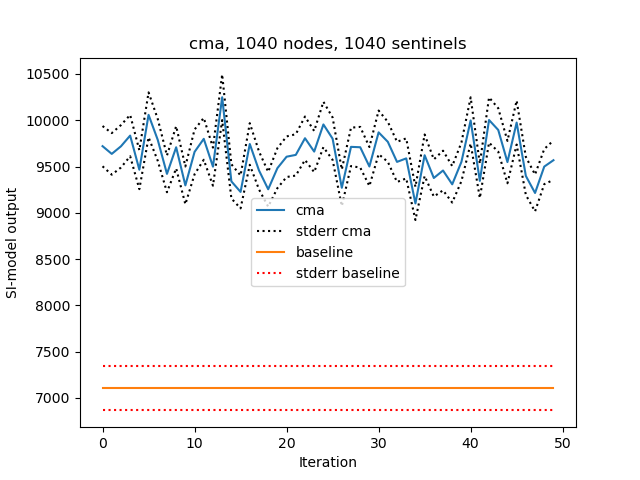 cma, 1040 nodes, 1040 sentinels
SI-model output
10500
10000
9500
9000
8500
8000
7500
7000
cma
stderr cma
baseline
stderr baseline
0 10 20 30 40 50
Iteration